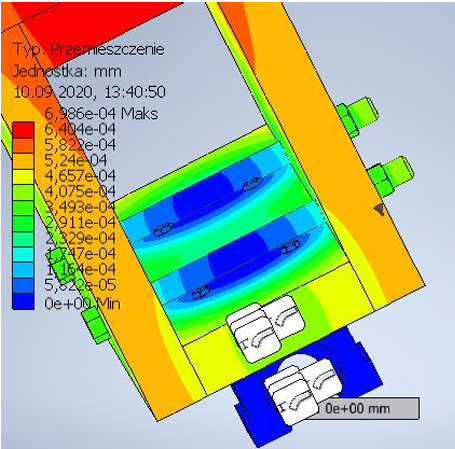 Typ: Przemieszczenie
Jednostka: mm
10.09.2020, 13:40:50
6,986e-04 Maks
6,404e-04
5,822e-04
5,24e-04
4,657e-04
4,075e-04
3,493e-04
2,911e-04
2,329e-04
1,747e-04
1,164e-04
5,822e-05
0e+00 Min
0e+00 mm